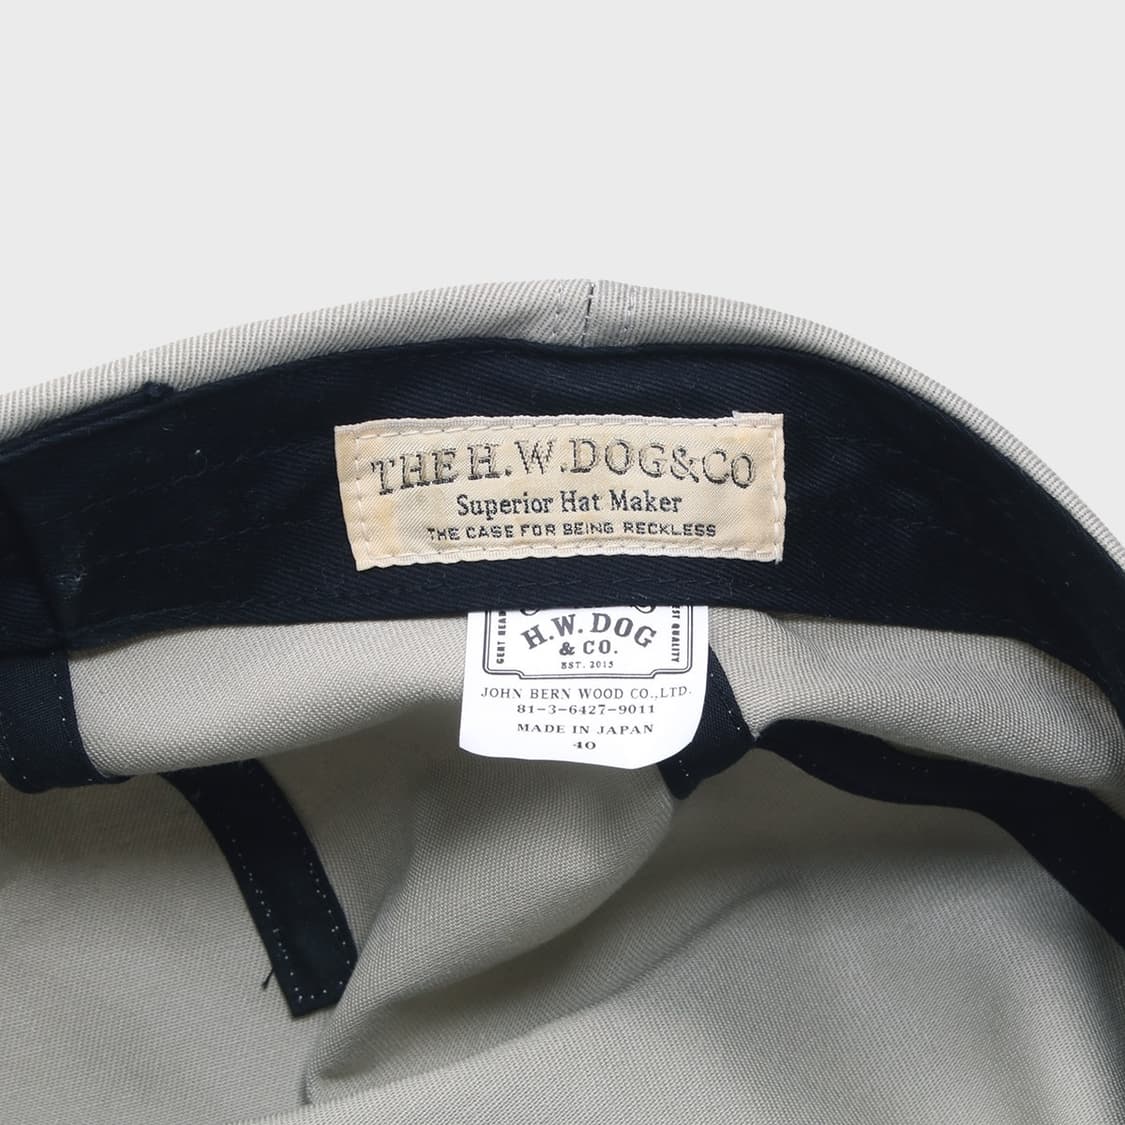 THE H.W.DOG&CO
Superior Hat Maker
THE CASE FOR BEING RECKLESS
H.W. DOG
& CO.
EST. 2015
JOHN BERN WOOD CO.,LTD.
81-3-6427-9011
MADE IN JAPAN
40